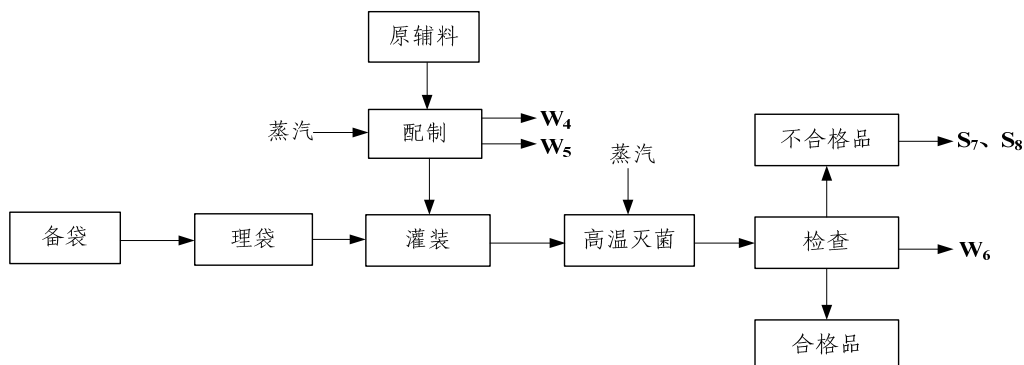 原辅料
蒸汽
配制
W₄
W₅
蒸汽
不合格品
S₇、S₈
备袋
理袋
灌装
高温灭菌
检查
W₆
合格品